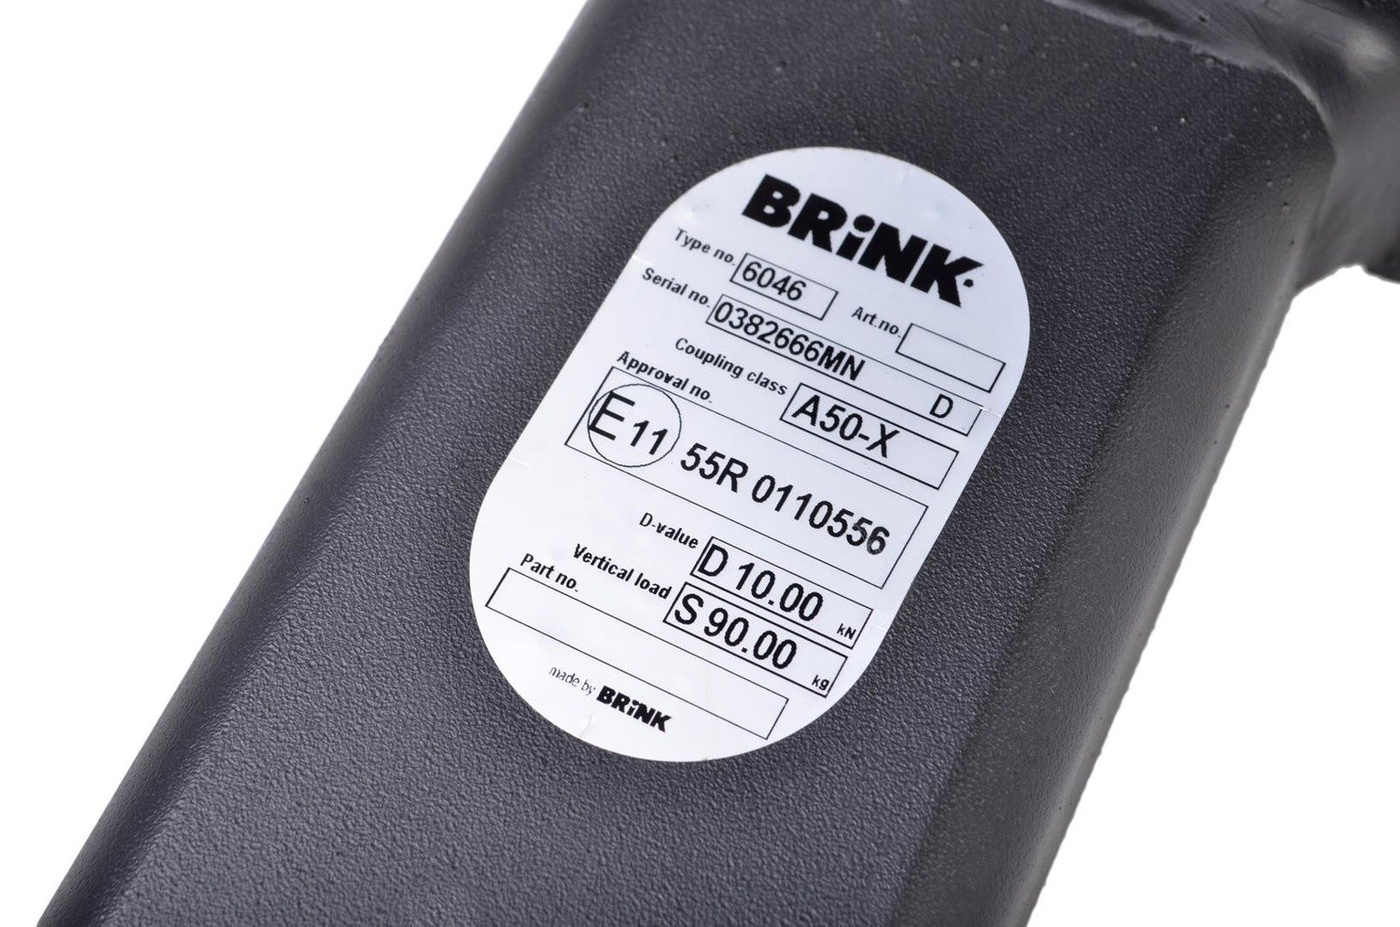 BRiNK
Type no. 6046 Art.no.
Serial no. 0382666MN D
Coupling class A50-X
Approval no.
E11 55R 0110556
D-value D 10.00 kN
Vertical load S 90.00 kg
Part no.
made by BRiNK